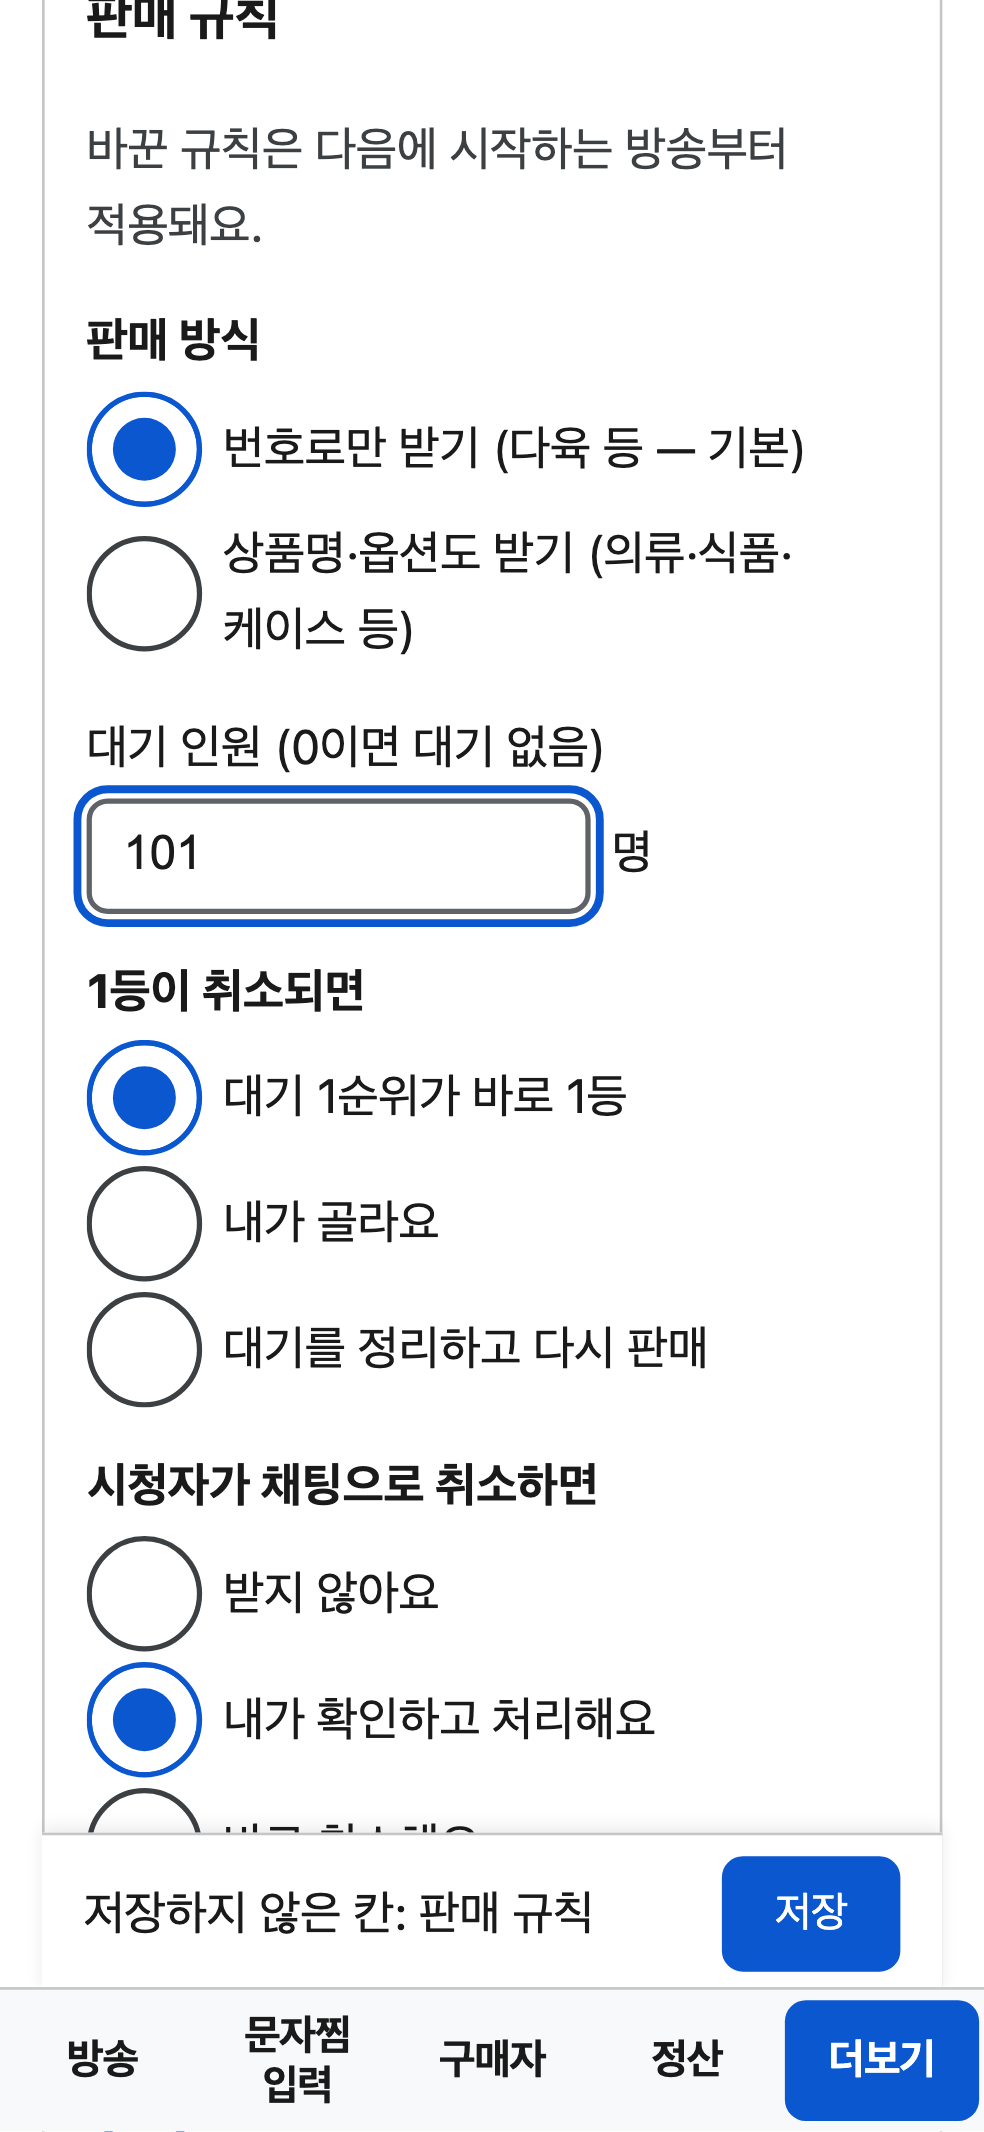 판매 규칙
바꾼 규칙은 다음에 시작하는 방송부터
적용돼요.
판매 방식
번호로만 받기 (다육 등 — 기본)
상품명·옵션도 받기 (의류·식품·
케이스 등)
대기 인원 (0이면 대기 없음)
101 명
1등이 취소되면
대기 1순위가 바로 1등
내가 골라요
대기를 정리하고 다시 판매
시청자가 채팅으로 취소하면
받지 않아요
내가 확인하고 처리해요
저장하지 않은 칸: 판매 규칙
저장
방송
문자찜
입력
구매자
정산
더보기